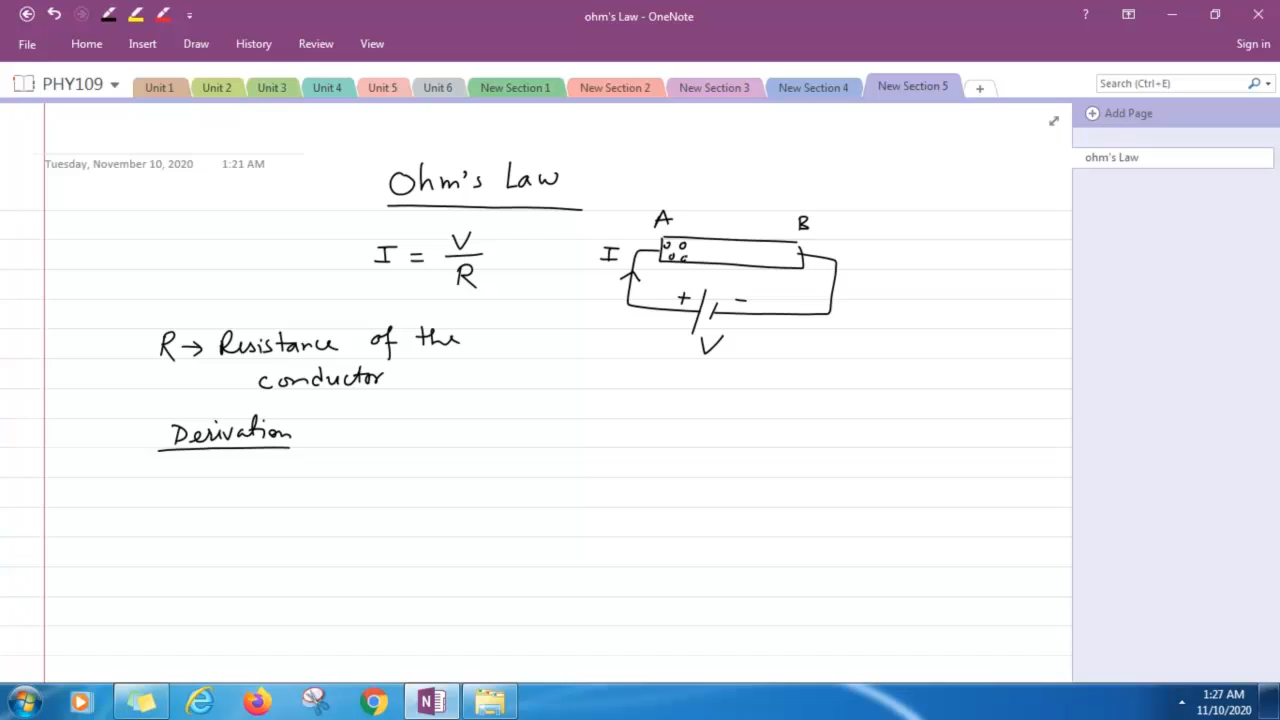 ohm's Law - OneNote
?
File Home Insert Draw History Review View Sign in
PHY109 Unit 1 Unit 2 Unit 3 Unit 4 Unit 5 Unit 6 New Section 1 New Section 2 New Section 3 New Section 4 New Section 5 + Search (Ctrl+E)
Add Page
ohm's Law
Tuesday, November 10, 2020 1:21 AM
Ohm's Law
I = V/R
A B
I
+ -
V
R → Resistance of the
conductor
Derivation
1:27 AM
11/10/2020